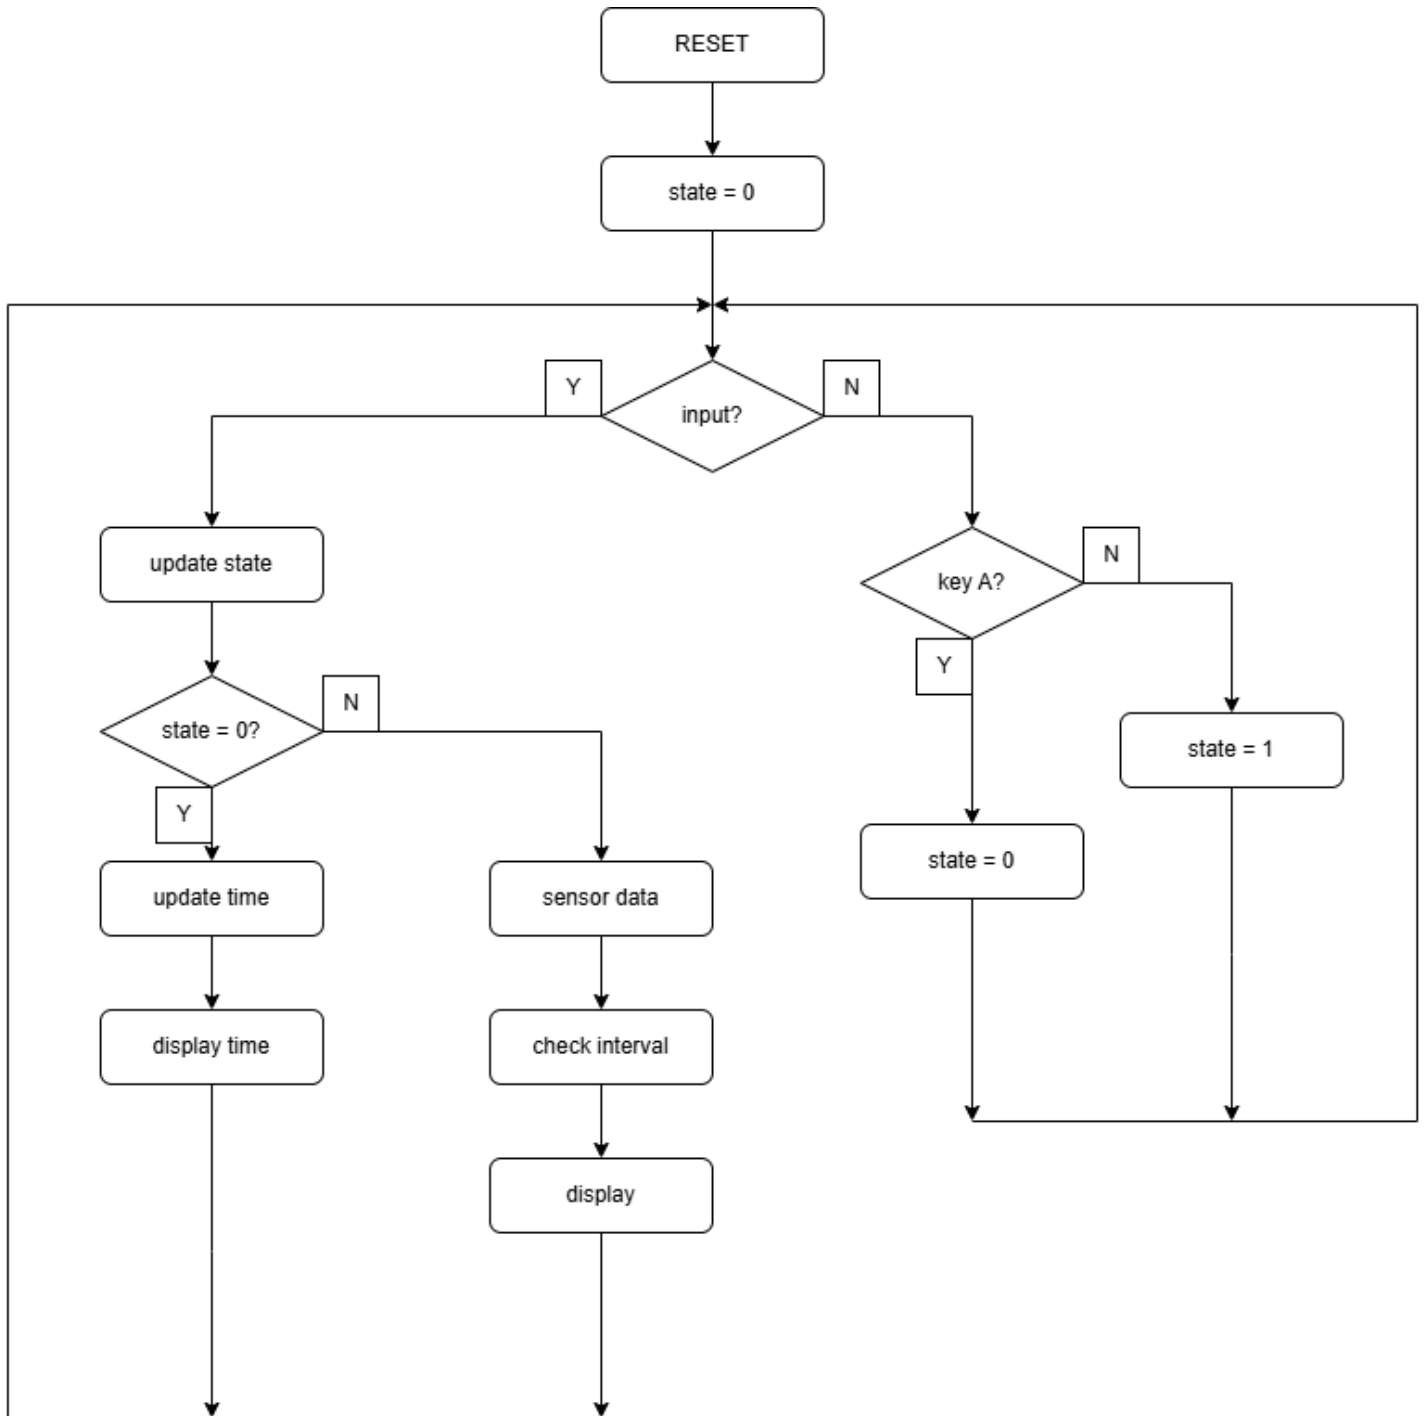 RESET
state = 0
input?
Y
N
update state
key A?
N
Y
state = 0?
N
Y
state = 1
update time
sensor data
state = 0
display time
check interval
display